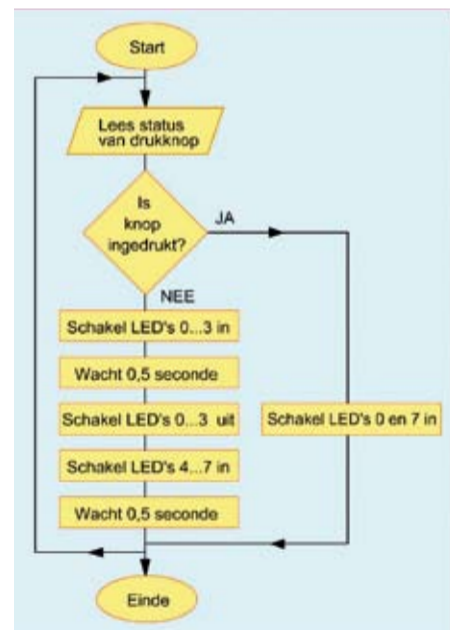 Start
Lees status
van drukknop
Is
knop
ingedrukt?
JA
NEE
Schakel LED's 0...3 in
Wacht 0,5 seconde
Schakel LED's 0...3 uit
Schakel LED's 0 en 7 in
Schakel LED's 4...7 in
Wacht 0,5 seconde
Einde